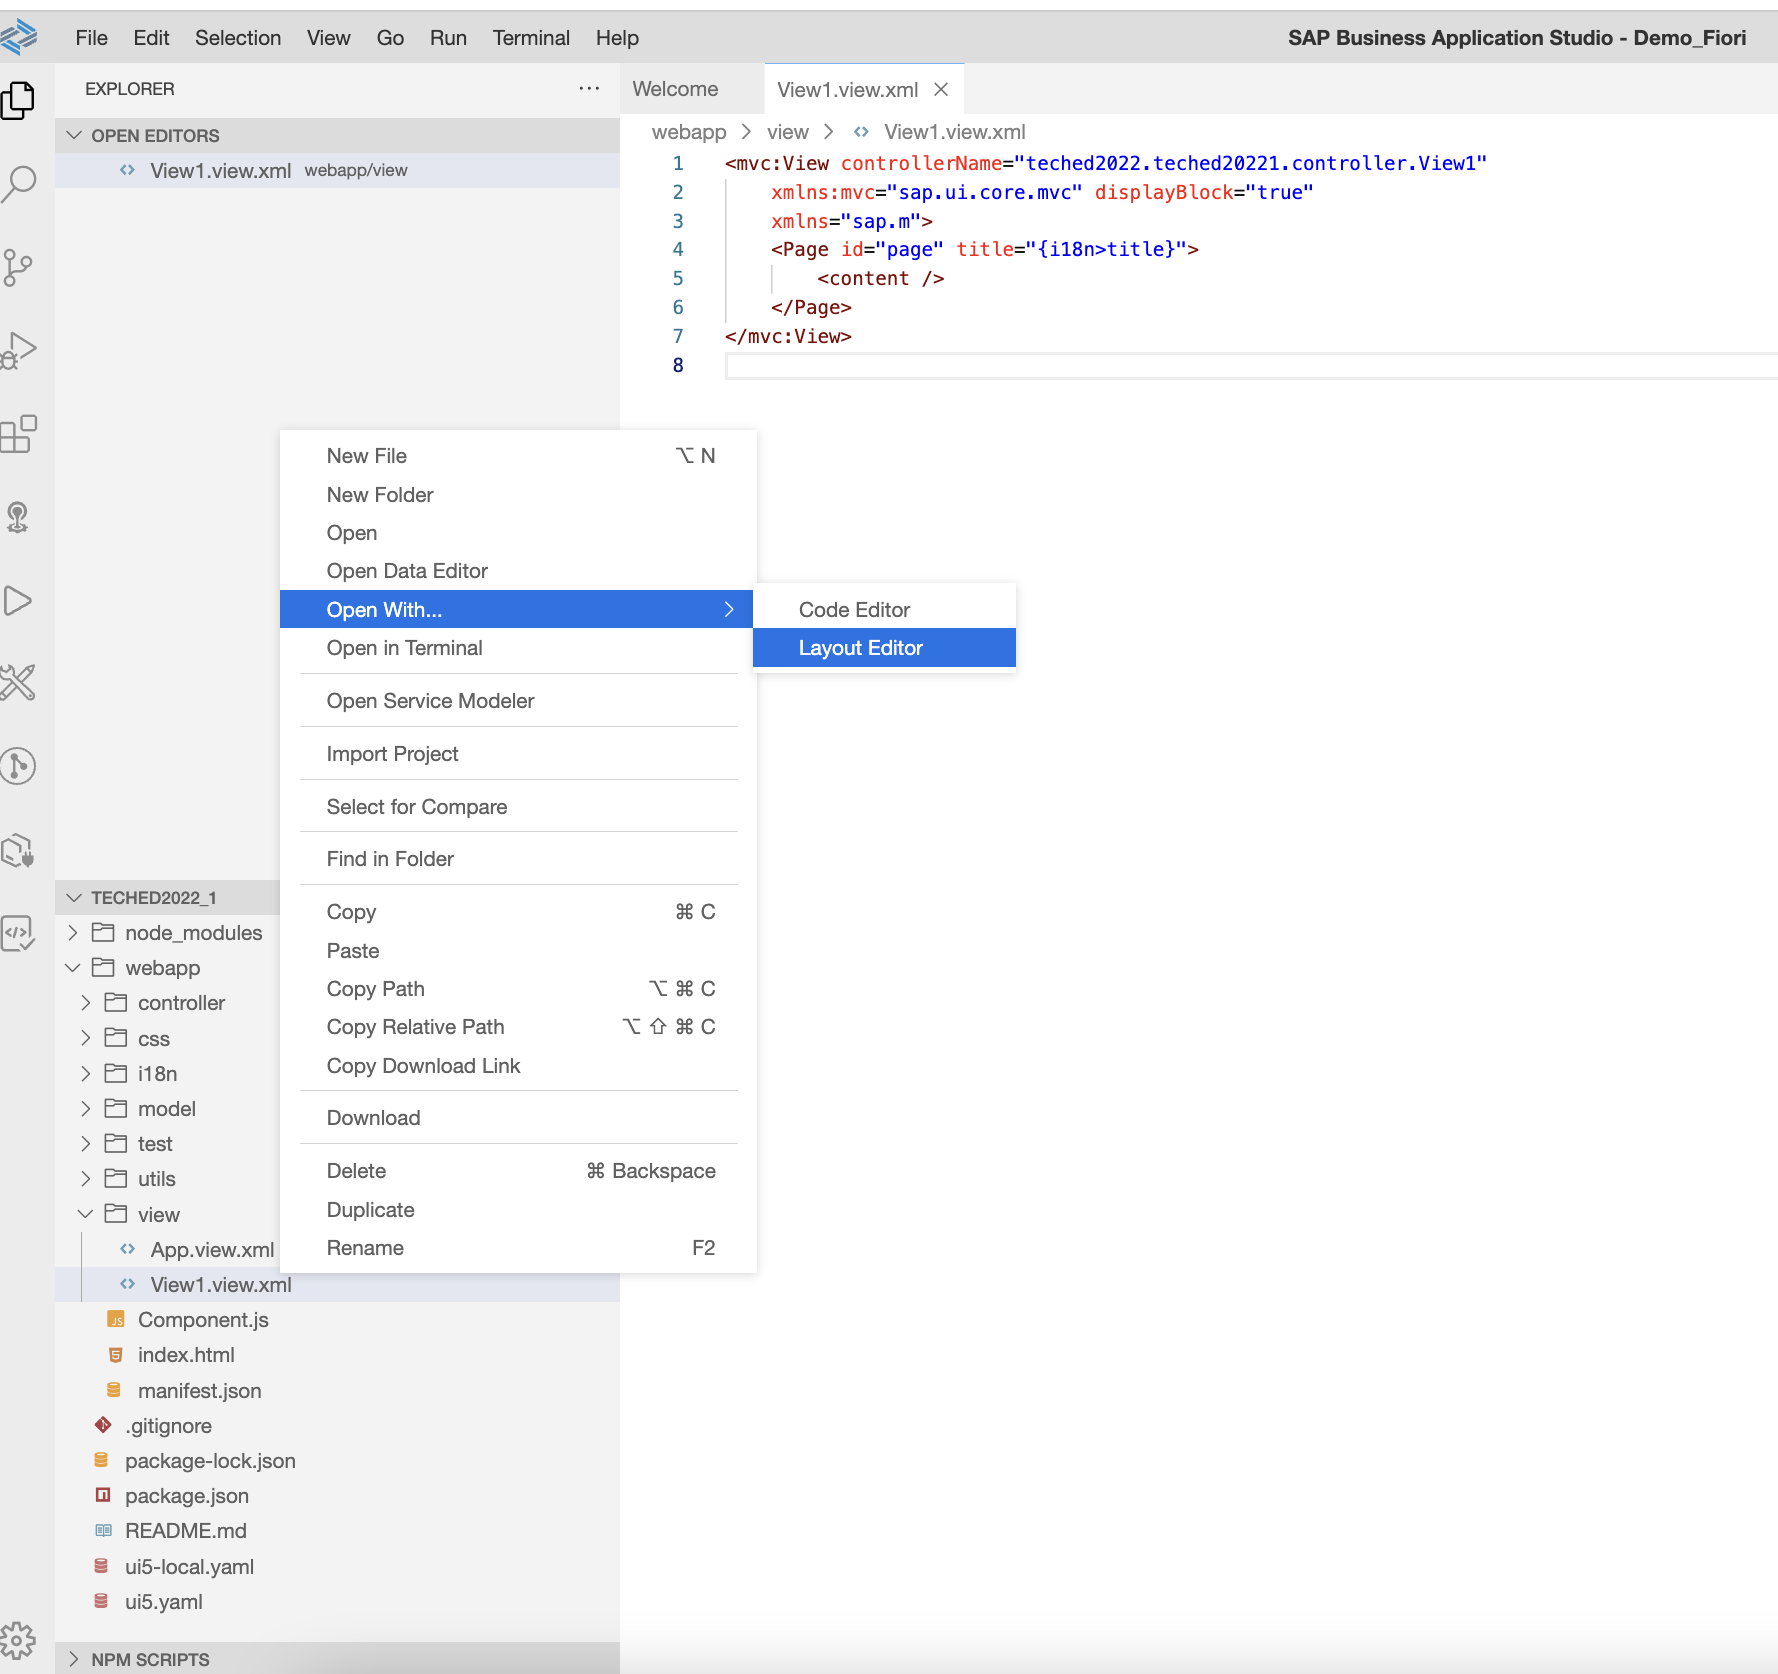 File Edit Selection View Go Run Terminal Help
SAP Business Application Studio - Demo_Fiori
EXPLORER
OPEN EDITORS
View1.view.xml webapp/view
Welcome
View1.view.xml
webapp > view > View1.view.xml
1 <mvc:View controllerName="teched2022.teched20221.controller.View1"
2 xmlns:mvc="sap.ui.core.mvc" displayBlock="true"
3 xmlns="sap.m">
4 <Page id="page" title="{i18n>title}">
5 <content />
6 </Page>
7 </mvc:View>
8
New File ⌥ N
New Folder
Open
Open Data Editor
Open With...
Open in Terminal
Open Service Modeler
Import Project
Select for Compare
Find in Folder
Copy ⌘ C
Paste
Copy Path ⌥ ⌘ C
Copy Relative Path ⌥ ⇧ ⌘ C
Copy Download Link
Download
Delete ⌘ Backspace
Duplicate
Rename F2
Code Editor
Layout Editor
TECHED2022_1
node_modules
webapp
controller
css
i18n
model
test
utils
view
App.view.xml
View1.view.xml
Component.js
index.html
manifest.json
.gitignore
package-lock.json
package.json
README.md
ui5-local.yaml
ui5.yaml
NPM SCRIPTS